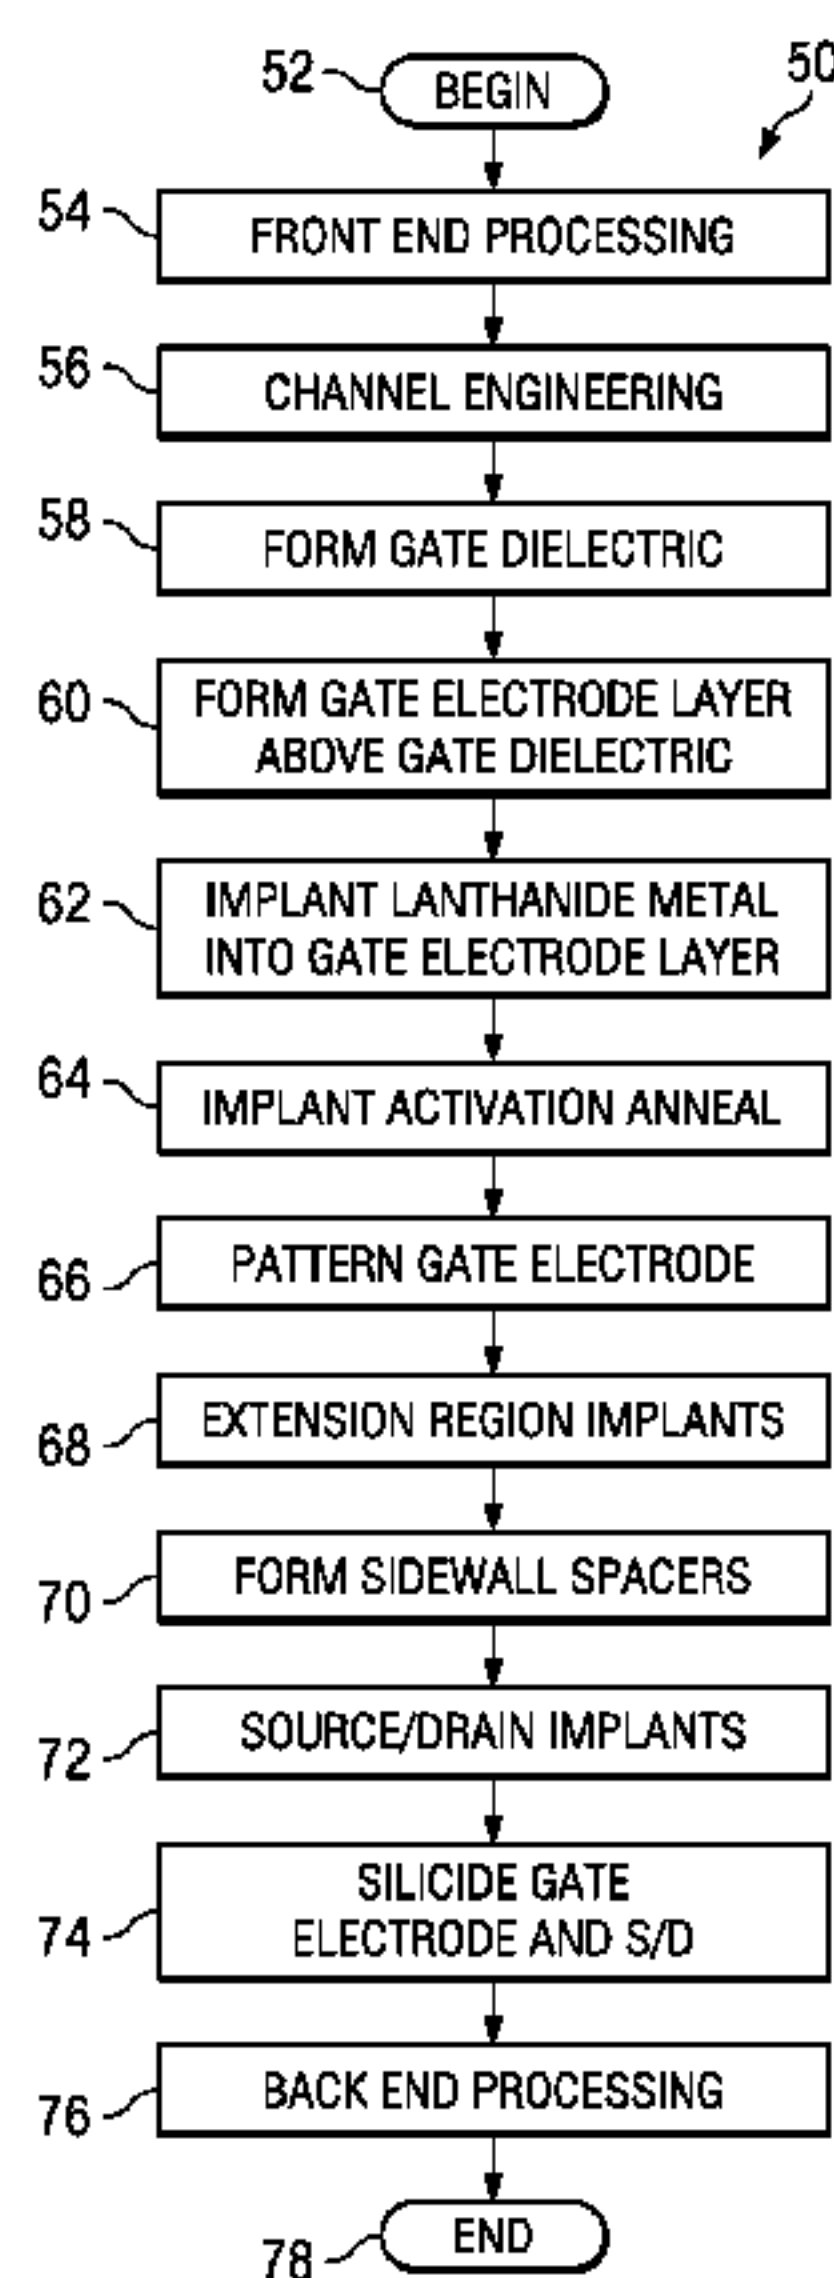 52
BEGIN
50
54
FRONT END PROCESSING
56
CHANNEL ENGINEERING
58
FORM GATE DIELECTRIC
60
FORM GATE ELECTRODE LAYER
ABOVE GATE DIELECTRIC
62
IMPLANT LANTHANIDE METAL
INTO GATE ELECTRODE LAYER
64
IMPLANT ACTIVATION ANNEAL
66
PATTERN GATE ELECTRODE
68
EXTENSION REGION IMPLANTS
70
FORM SIDEWALL SPACERS
72
SOURCE/DRAIN IMPLANTS
74
SILICIDE GATE
ELECTRODE AND S/D
76
BACK END PROCESSING
78
END